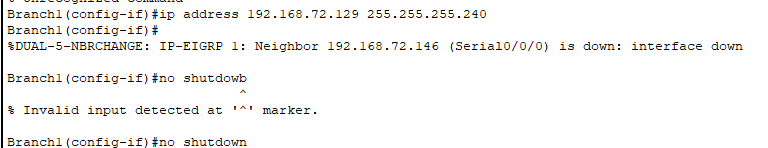 Branch1(config-if)#ip address 192.168.72.129 255.255.255.240
Branch1(config-if)#
%DUAL-5-NBRCHANGE: IP-EIGRP 1: Neighbor 192.168.72.146 (Serial0/0/0) is down: interface down
Branch1(config-if)#no shutdowb
^
% Invalid input detected at '^' marker.
Branch1(config-if)#no shutdown